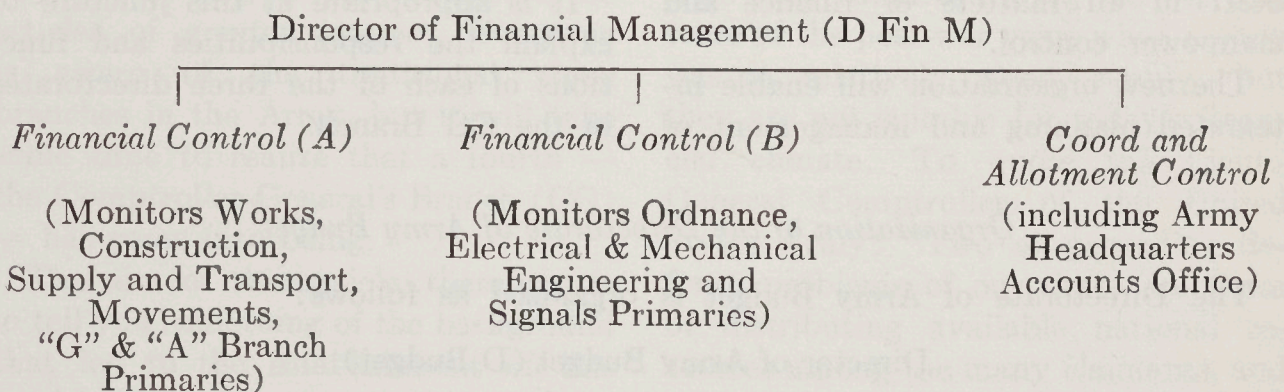 Director of Financial Management (D Fin M)
Financial Control (A)
(Monitors Works,
Construction,
Supply and Transport,
Movements,
“G” & “A” Branch
Primaries)
Financial Control (B)
(Monitors Ordnance,
Electrical & Mechanical
Engineering and
Signals Primaries)
Coord and
Allotment Control
(including Army
Headquarters
Accounts Office)